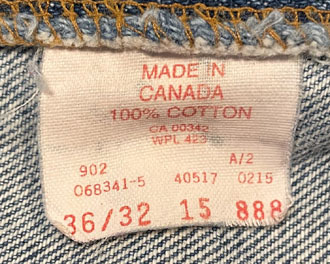 MADE IN
CANADA
100% COTTON
CA 00342
WPL 423
902 A/2
068341-5 40517 0215
36/32 15 888